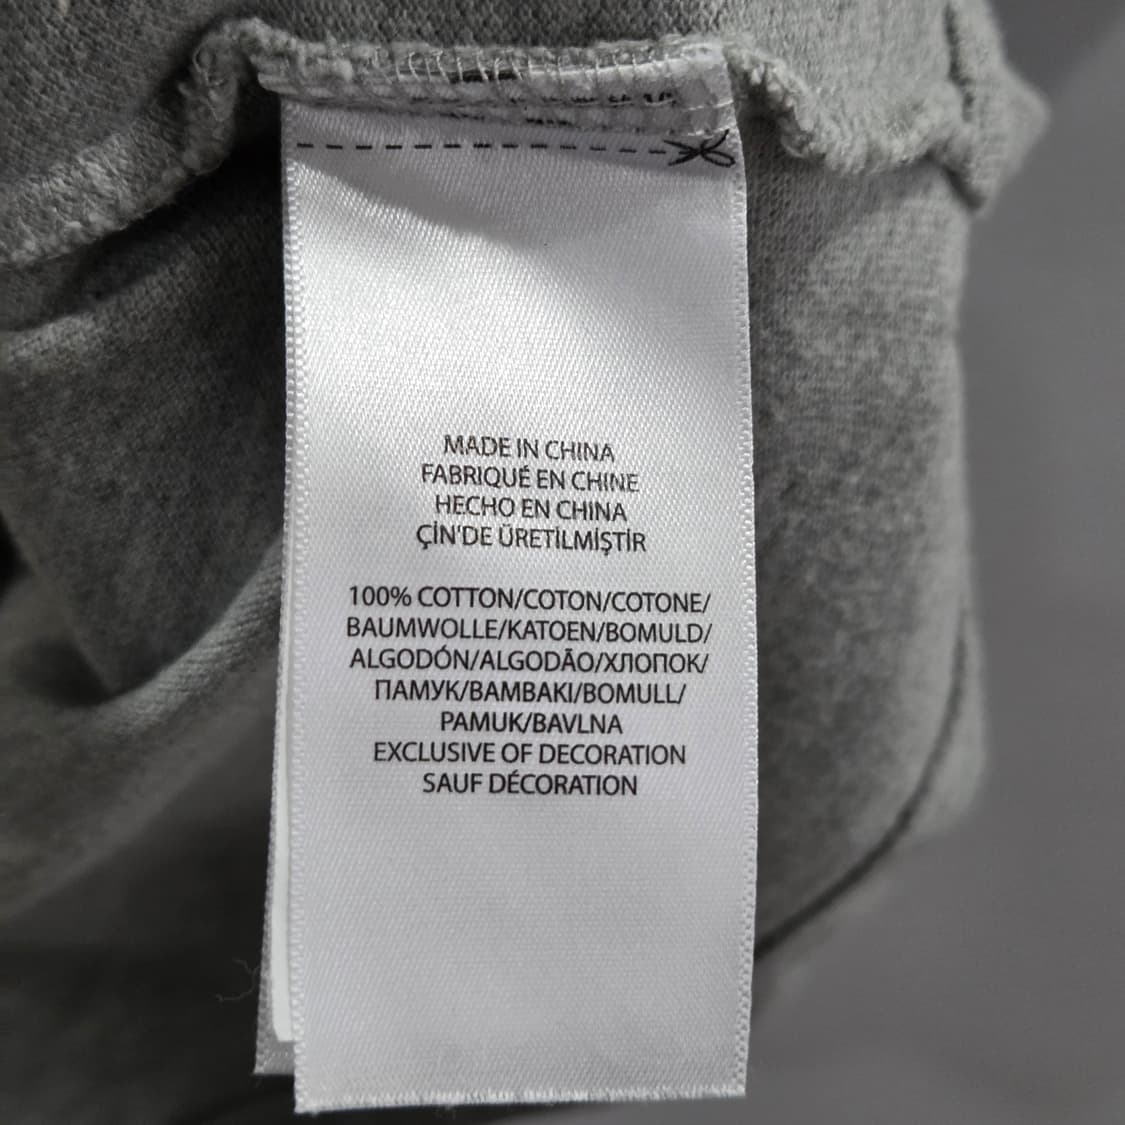 MADE IN CHINA
FABRIQUÉ EN CHINE
HECHO EN CHINA
ÇİN'DE ÜRETİLMİŞTİR
100% COTTON/COTON/COTONE/
BAUMWOLLE/KATOEN/BOMULD/
ALGODÓN/ALGODÃO/ХЛОПОК/
ПАМУК/ΒΑΜΒΑΚΙ/BOMULL/
PAMUK/BAVLNA
EXCLUSIVE OF DECORATION
SAUF DÉCORATION